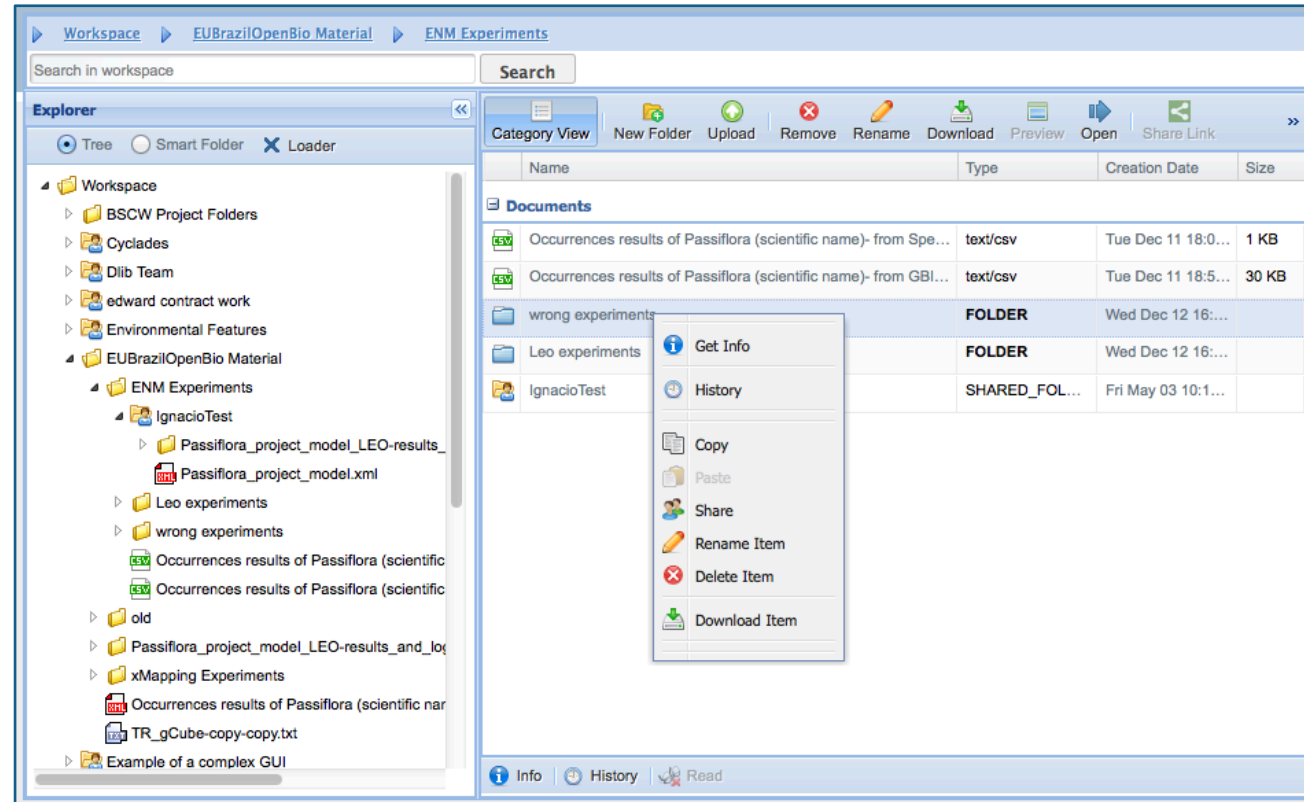 Workspace EUBrazilOpenBio Material ENM Experiments
Search in workspace Search
Explorer
Tree Smart Folder Loader
Workspace
BSCW Project Folders
Cyclades
Dlib Team
edward contract work
Environmental Features
EUBrazilOpenBio Material
ENM Experiments
IgnacioTest
Passiflora_project_model_LEO-results_
Passiflora_project_model.xml
Leo experiments
wrong experiments
CSV Occurrences results of Passiflora (scientific
CSV Occurrences results of Passiflora (scientific
old
Passiflora_project_model_LEO-results_and_log
xMapping Experiments
Occurrences results of Passiflora (scientific nar
TR_gCube-copy-copy.txt
Example of a complex GUI
Category View New Folder Upload Remove Rename Download Preview Open Share Link »
Name Type Creation Date Size
Documents
CSV Occurrences results of Passiflora (scientific name)- from Spe... text/csv Tue Dec 11 18:0... 1 KB
CSV Occurrences results of Passiflora (scientific name)- from GBI... text/csv Tue Dec 11 18:5... 30 KB
wrong experiments FOLDER Wed Dec 12 16:...
Leo experiments FOLDER Wed Dec 12 16:...
IgnacioTest SHARED_FOL... Fri May 03 10:1...
Get Info
History
Copy
Paste
Share
Rename Item
Delete Item
Download Item
Info History Read